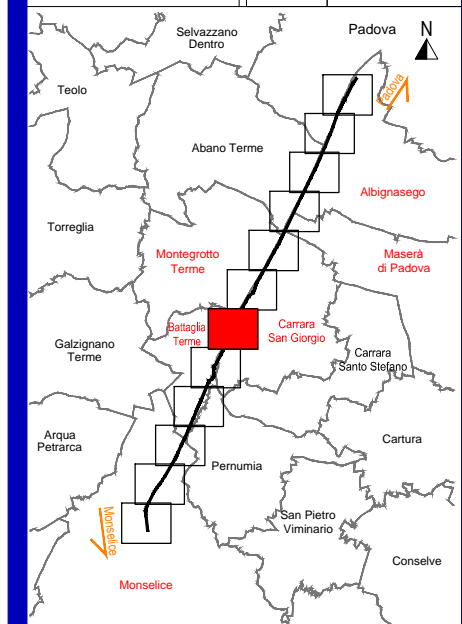 Selvazzano
Dentro
Padova
N
Teolo
Padova
Abano Terme
Albignasego
Torreglia
Montegrotto
Terme
Maserà
di Padova
Battaglia
Terme
Carrara
San Giorgio
Galzignano
Terme
Carrara
Santo Stefano
Arqua
Petrarca
Cartura
Pernumia
San Pietro
Viminario
Monselice
Conselve
Monselice